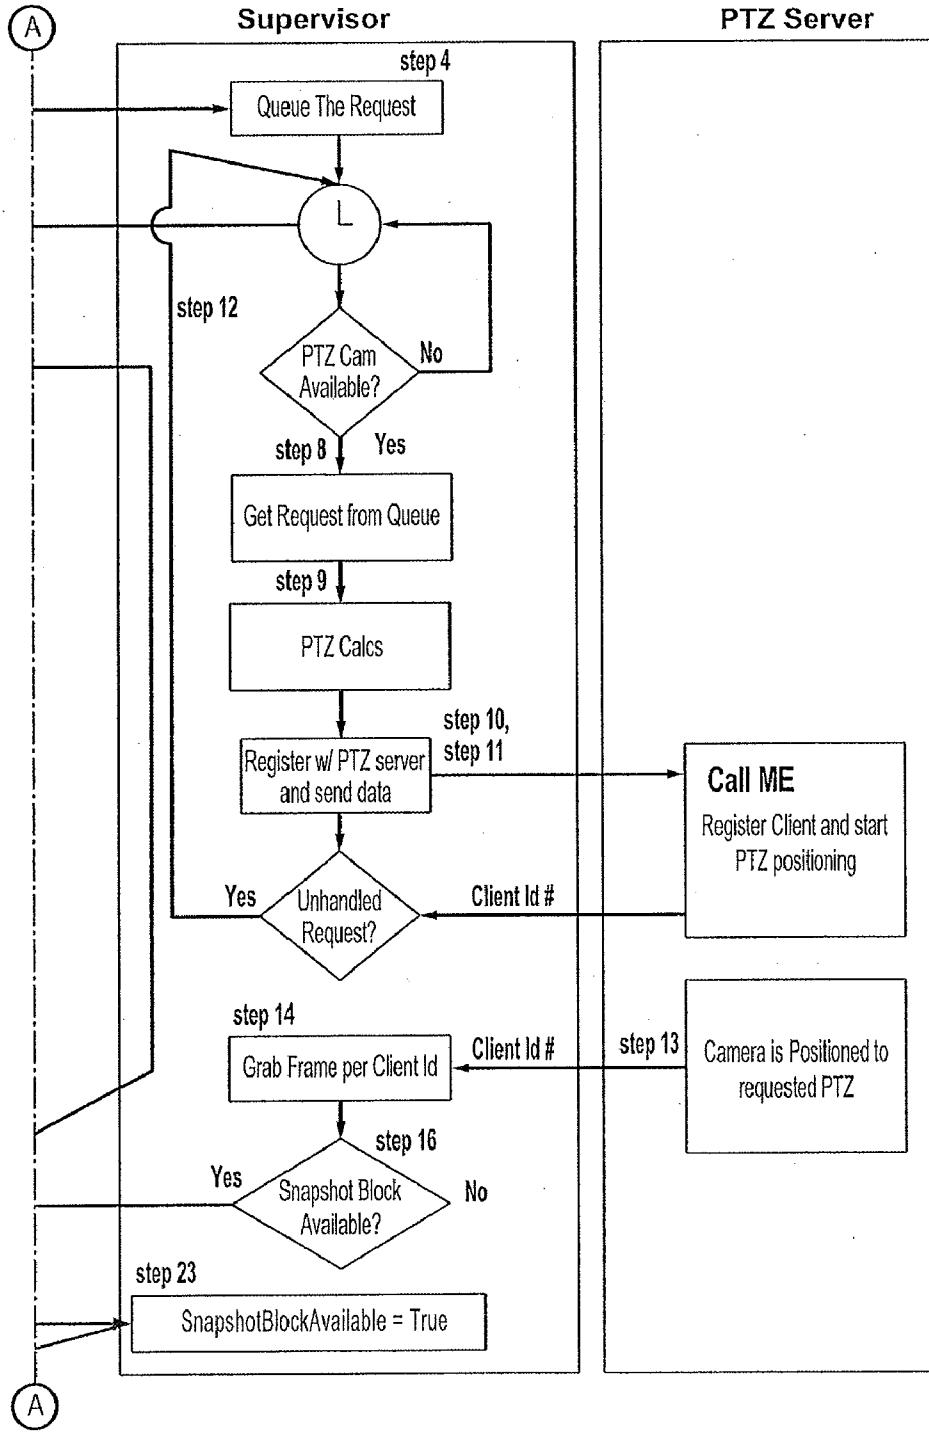 A
Supervisor
PTZ Server
step 4
Queue The Request
step 12
PTZ Cam
Available?
No
step 8
Yes
Get Request from Queue
step 9
PTZ Calcs
step 10,
step 11
Register w/ PTZ server
and send data
Call ME
Register Client and start
PTZ positioning
Yes
Unhandled
Request?
Client Id #
step 14
Grab Frame per Client Id
Client Id #
step 13
Camera is Positioned to
requested PTZ
step 16
Yes
Snapshot Block
Available?
No
step 23
SnapshotBlockAvailable = True
A